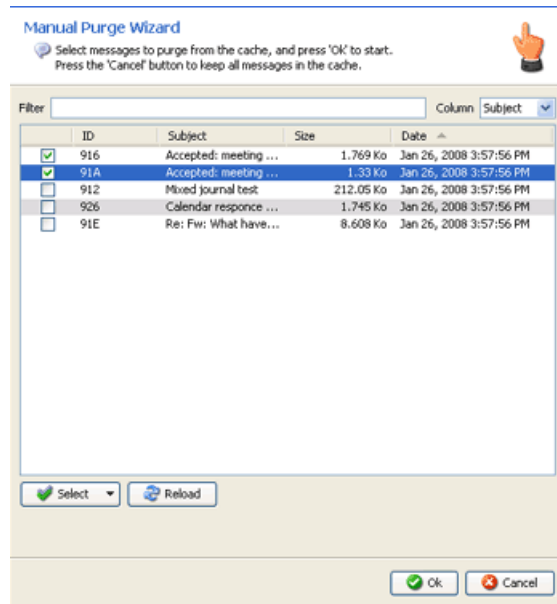 Manual Purge Wizard
Select messages to purge from the cache, and press 'Ok' to start.
Press the 'Cancel' button to keep all messages in the cache.
Filter Column Subject
ID Subject Size Date
916 Accepted: meeting ... 1.769 Ko Jan 26, 2008 3:57:56 PM
91A Accepted: meeting ... 1.33 Ko Jan 26, 2008 3:57:56 PM
912 Mixed journal test 212.05 Ko Jan 26, 2008 3:57:56 PM
926 Calendar responce ... 1.745 Ko Jan 26, 2008 3:57:56 PM
91E Re: Fw: What have... 8.608 Ko Jan 26, 2008 3:57:56 PM
Select Reload
Ok Cancel